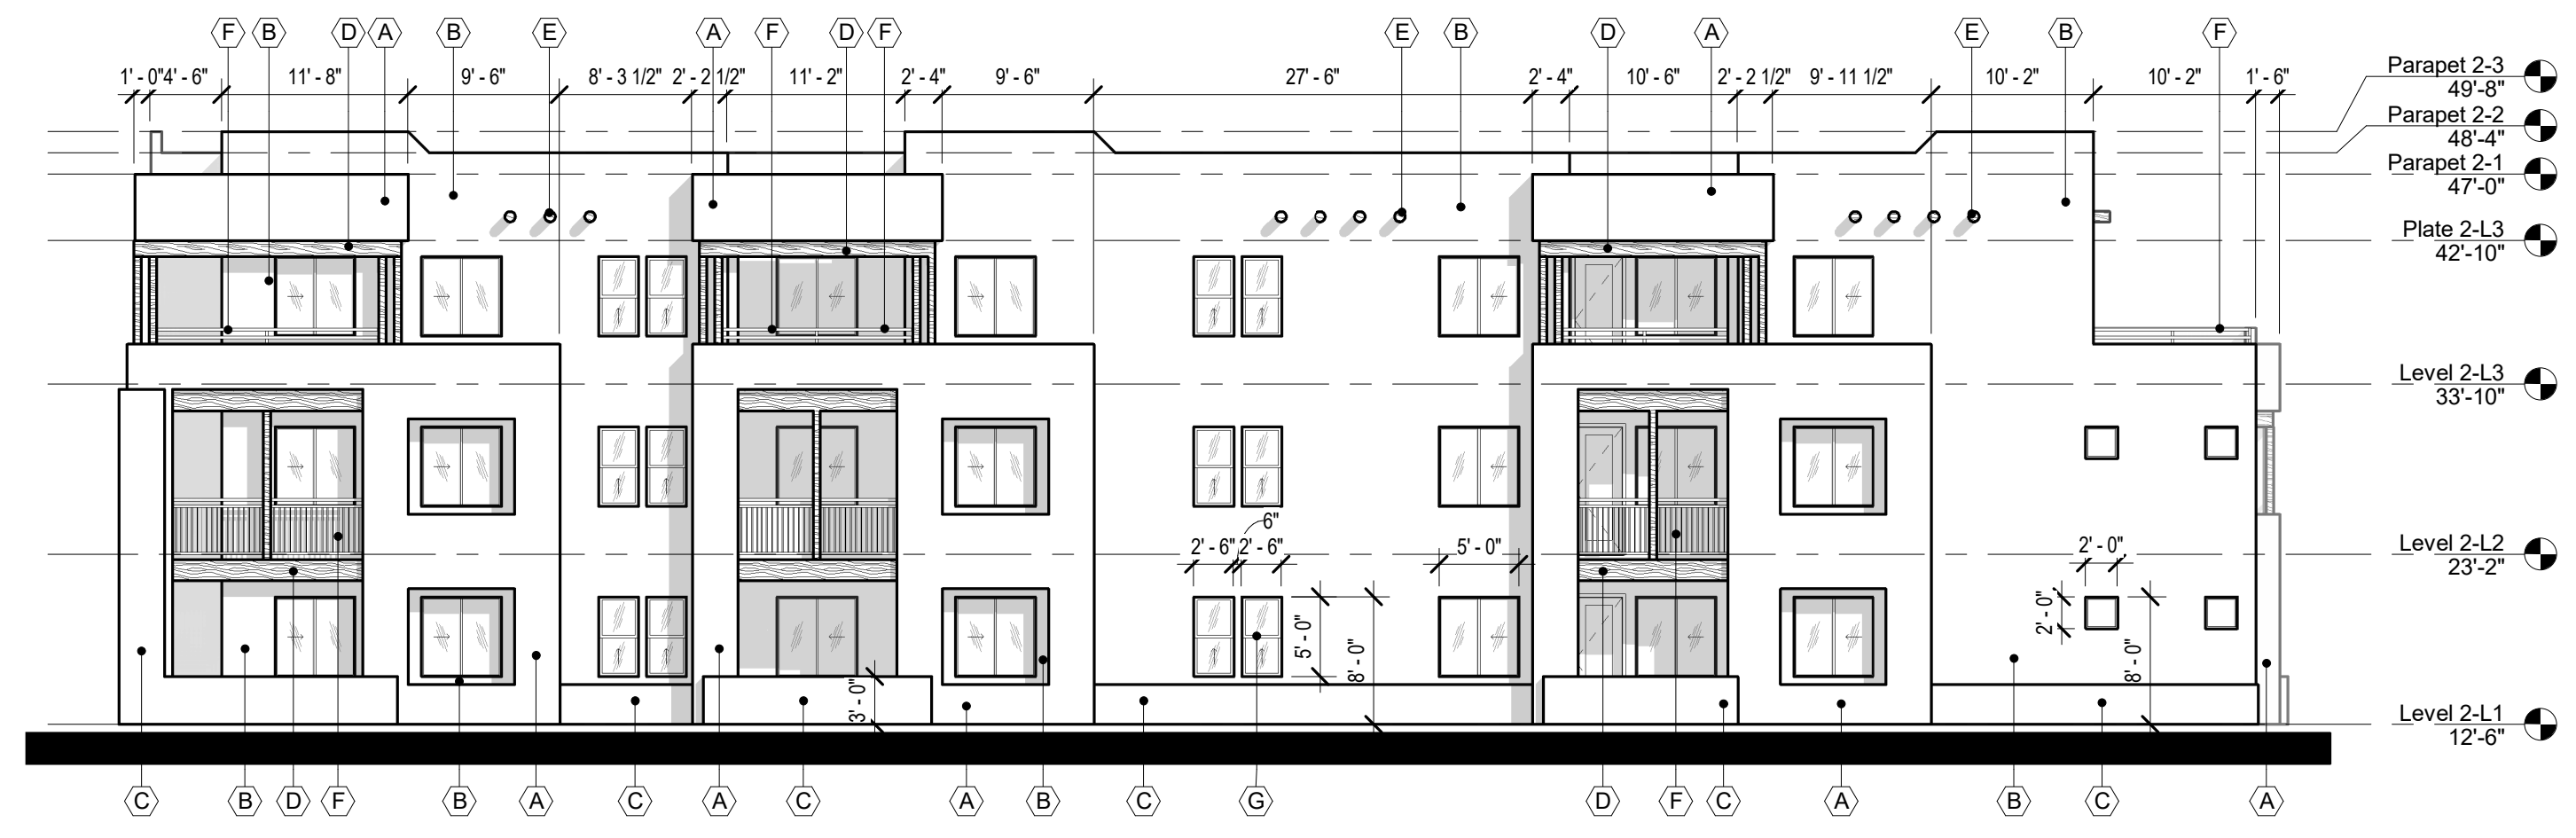 F B D A B E A F D F E B D A E B F
1' - 0" 4' - 6" 11' - 8" 9' - 6" 8' - 3 1/2" 2' - 2 1/2" 11' - 2" 2' - 4" 9' - 6" 27' - 6" 2' - 4" 10' - 6" 2' - 2 1/2" 9' - 11 1/2" 10' - 2" 10' - 2" 1' - 6"
Parapet 2-3
49'-8"
Parapet 2-2
48'-4"
Parapet 2-1
47'-0"
Plate 2-L3
42'-10"
Level 2-L3
33'-10"
6"
2' - 6" 2' - 6" 5' - 0" 2' - 0"
Level 2-L2
23'-2"
5' - 0" 8' - 0" 2' - 0" 8' - 0"
3' - 0"
Level 2-L1
12'-6"
C B D F B A C A C A B C G D F C A B C A